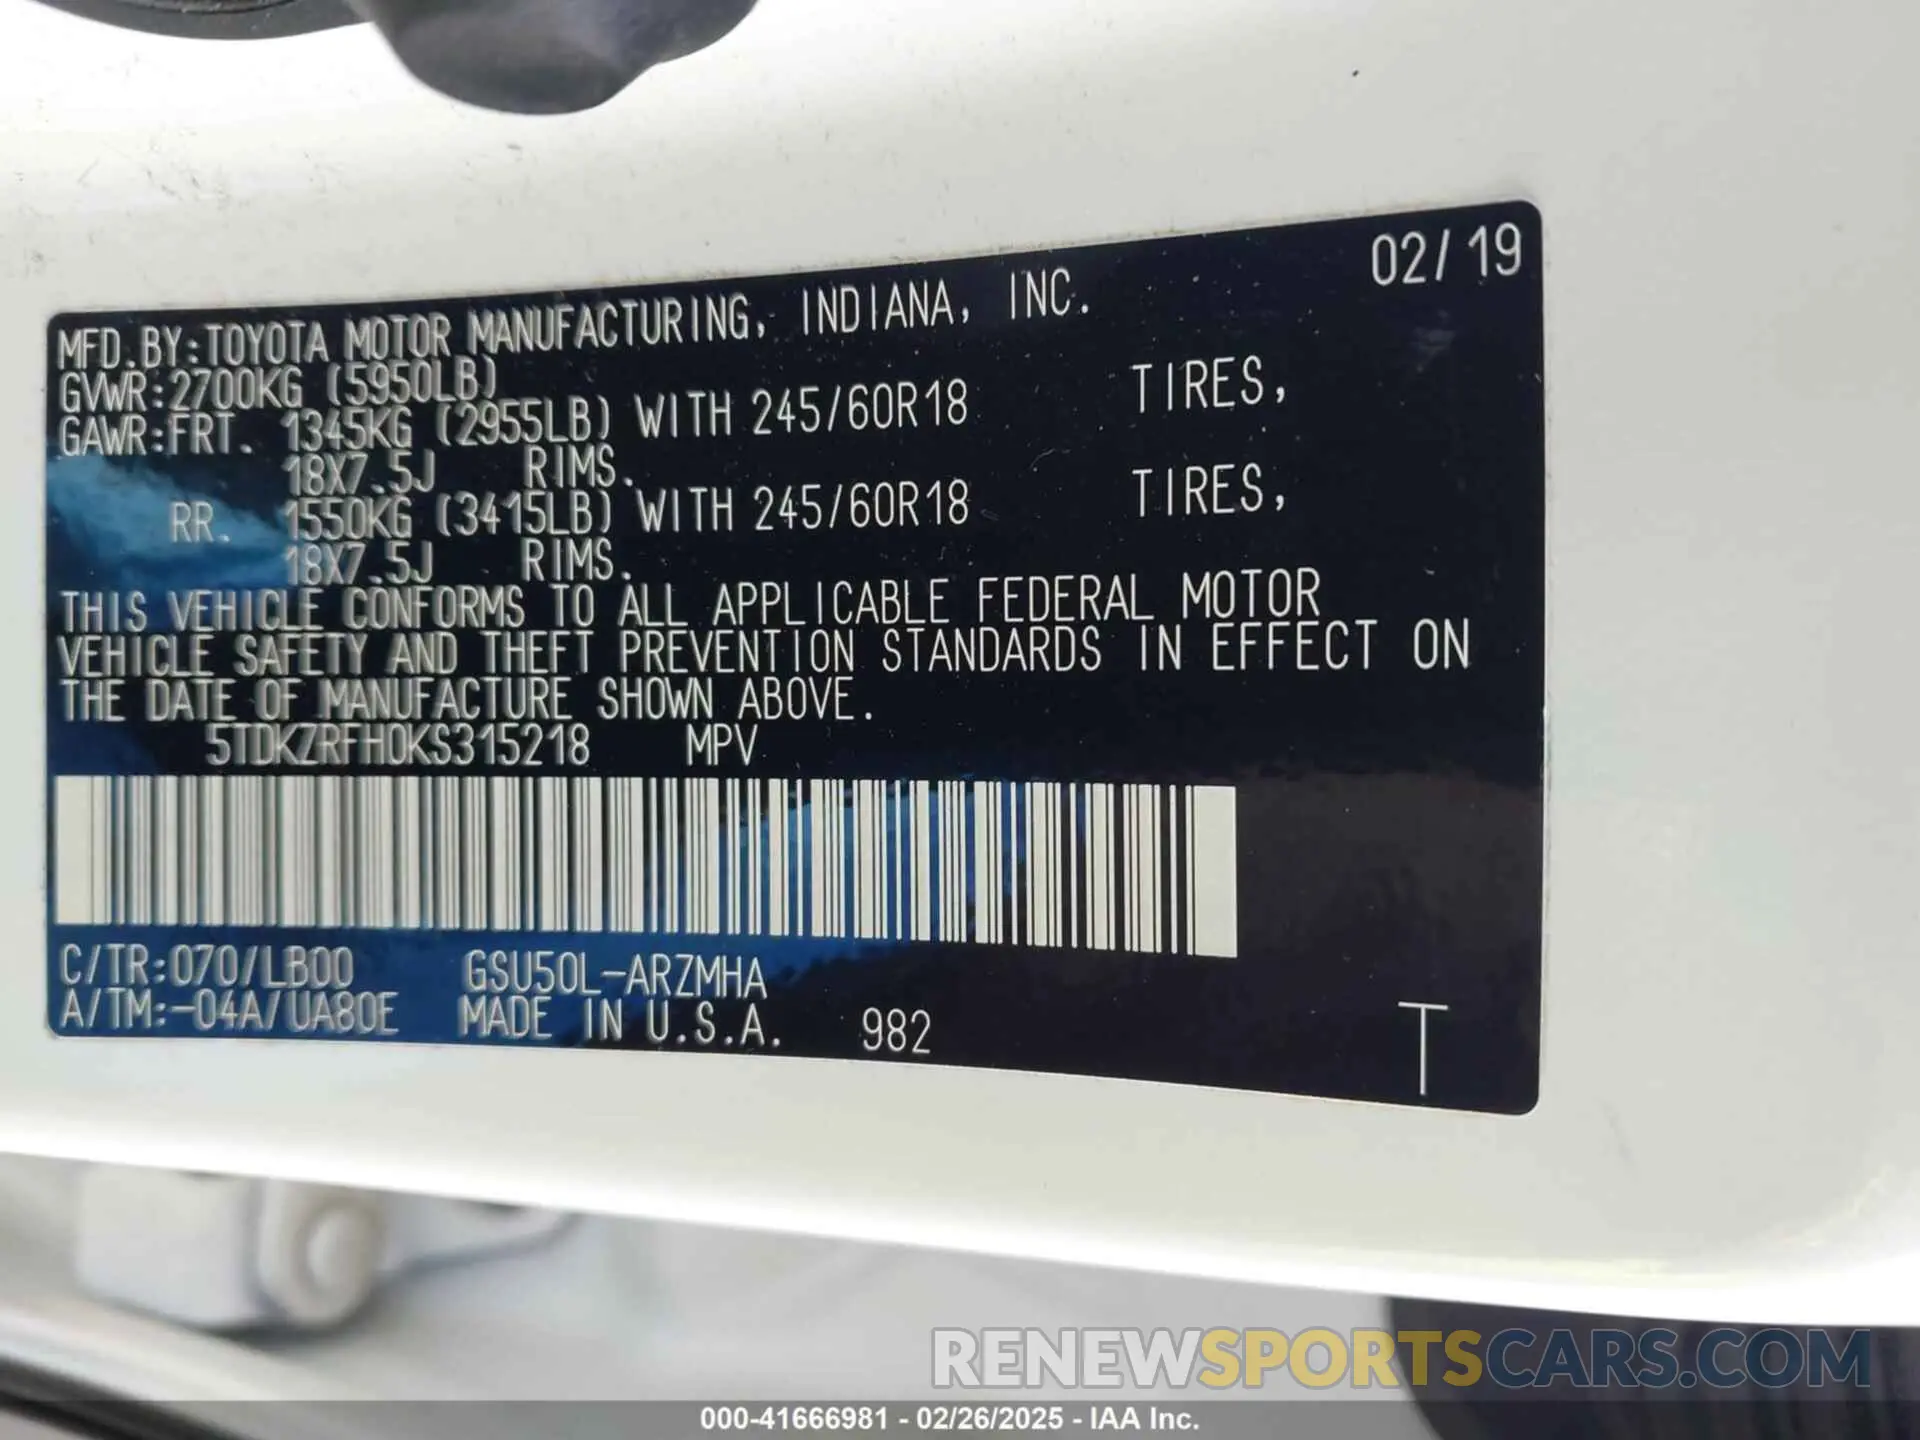 02/19
MFD.BY:TOYOTA MOTOR MANUFACTURING, INDIANA, INC.
GVWR:2700KG (5950LB)
GAWR:FRT. 1345KG (2955LB) WITH 245/60R18 TIRES,
18X7.5J RIMS.
RR. 1550KG (3415LB) WITH 245/60R18 TIRES,
18X7.5J RIMS.
THIS VEHICLE CONFORMS TO ALL APPLICABLE FEDERAL MOTOR
VEHICLE SAFETY AND THEFT PREVENTION STANDARDS IN EFFECT ON
THE DATE OF MANUFACTURE SHOWN ABOVE.
5TDKZRFH0KS315218 MPV
C/TR:070/LB00 GSU50L-ARZMHA
A/TM:-04A/UA80E MADE IN U.S.A. 982
T
RENEWSPORTSCARS.COM
000-41666981 - 02/26/2025 - IAA Inc.